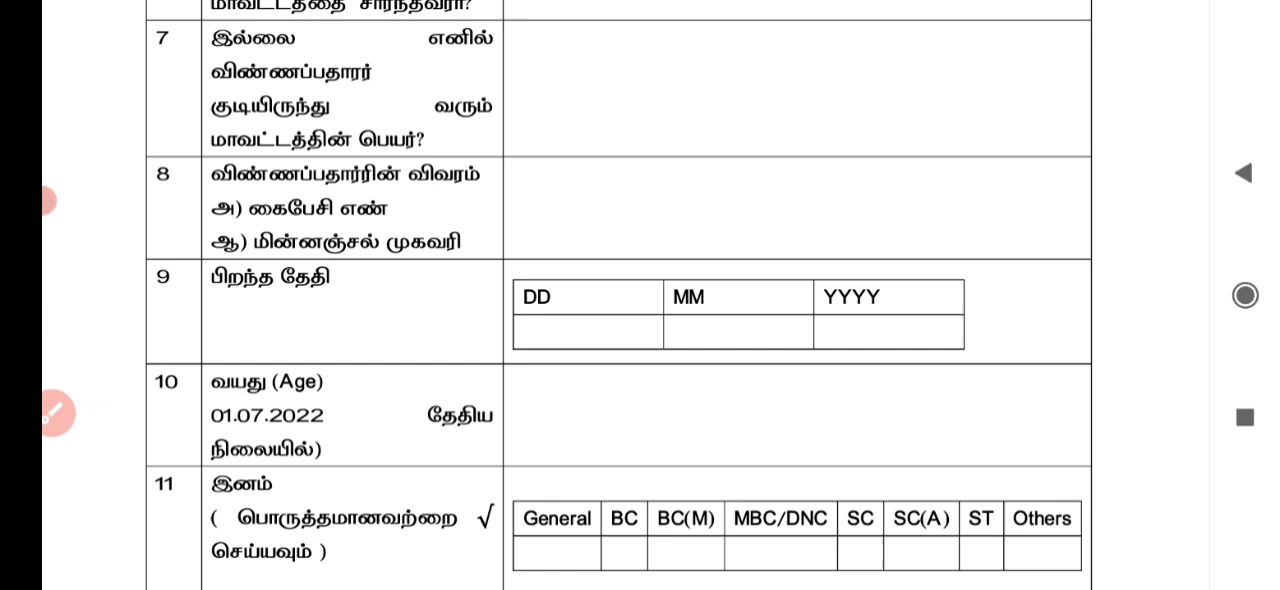 மாவட்டத்தை சார்ந்தவரா?
7 இல்லை எனில்
விண்ணப்பதாரர்
குடியிருந்து வரும்
மாவட்டத்தின் பெயர்?
8 விண்ணப்பதார்ரின் விவரம்
அ) கைபேசி எண்
ஆ) மின்னஞ்சல் முகவரி
9 பிறந்த தேதி
DD MM YYYY
10 வயது (Age)
01.07.2022 தேதிய
நிலையில்)
11 இனம்
( பொருத்தமானவற்றை √
செய்யவும் )
General BC BC(M) MBC/DNC SC SC(A) ST Others